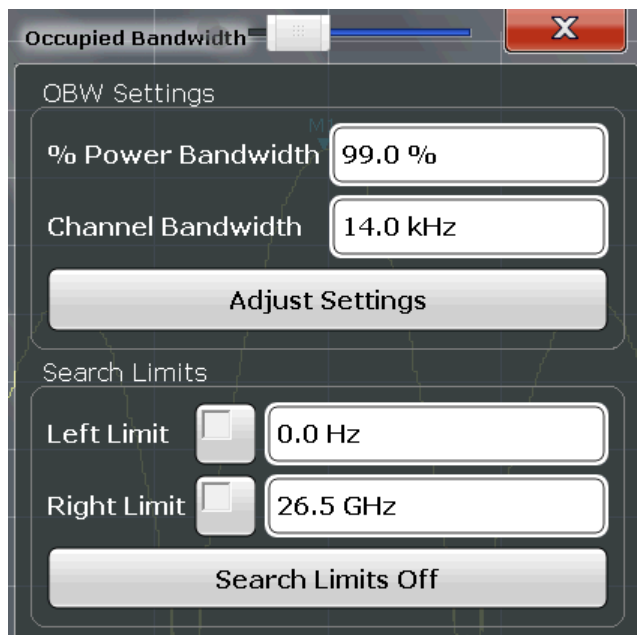 Occupied Bandwidth
X
OBW Settings
M1
% Power Bandwidth 99.0 %
Channel Bandwidth 14.0 kHz
Adjust Settings
Search Limits
Left Limit 0.0 Hz
Right Limit 26.5 GHz
Search Limits Off